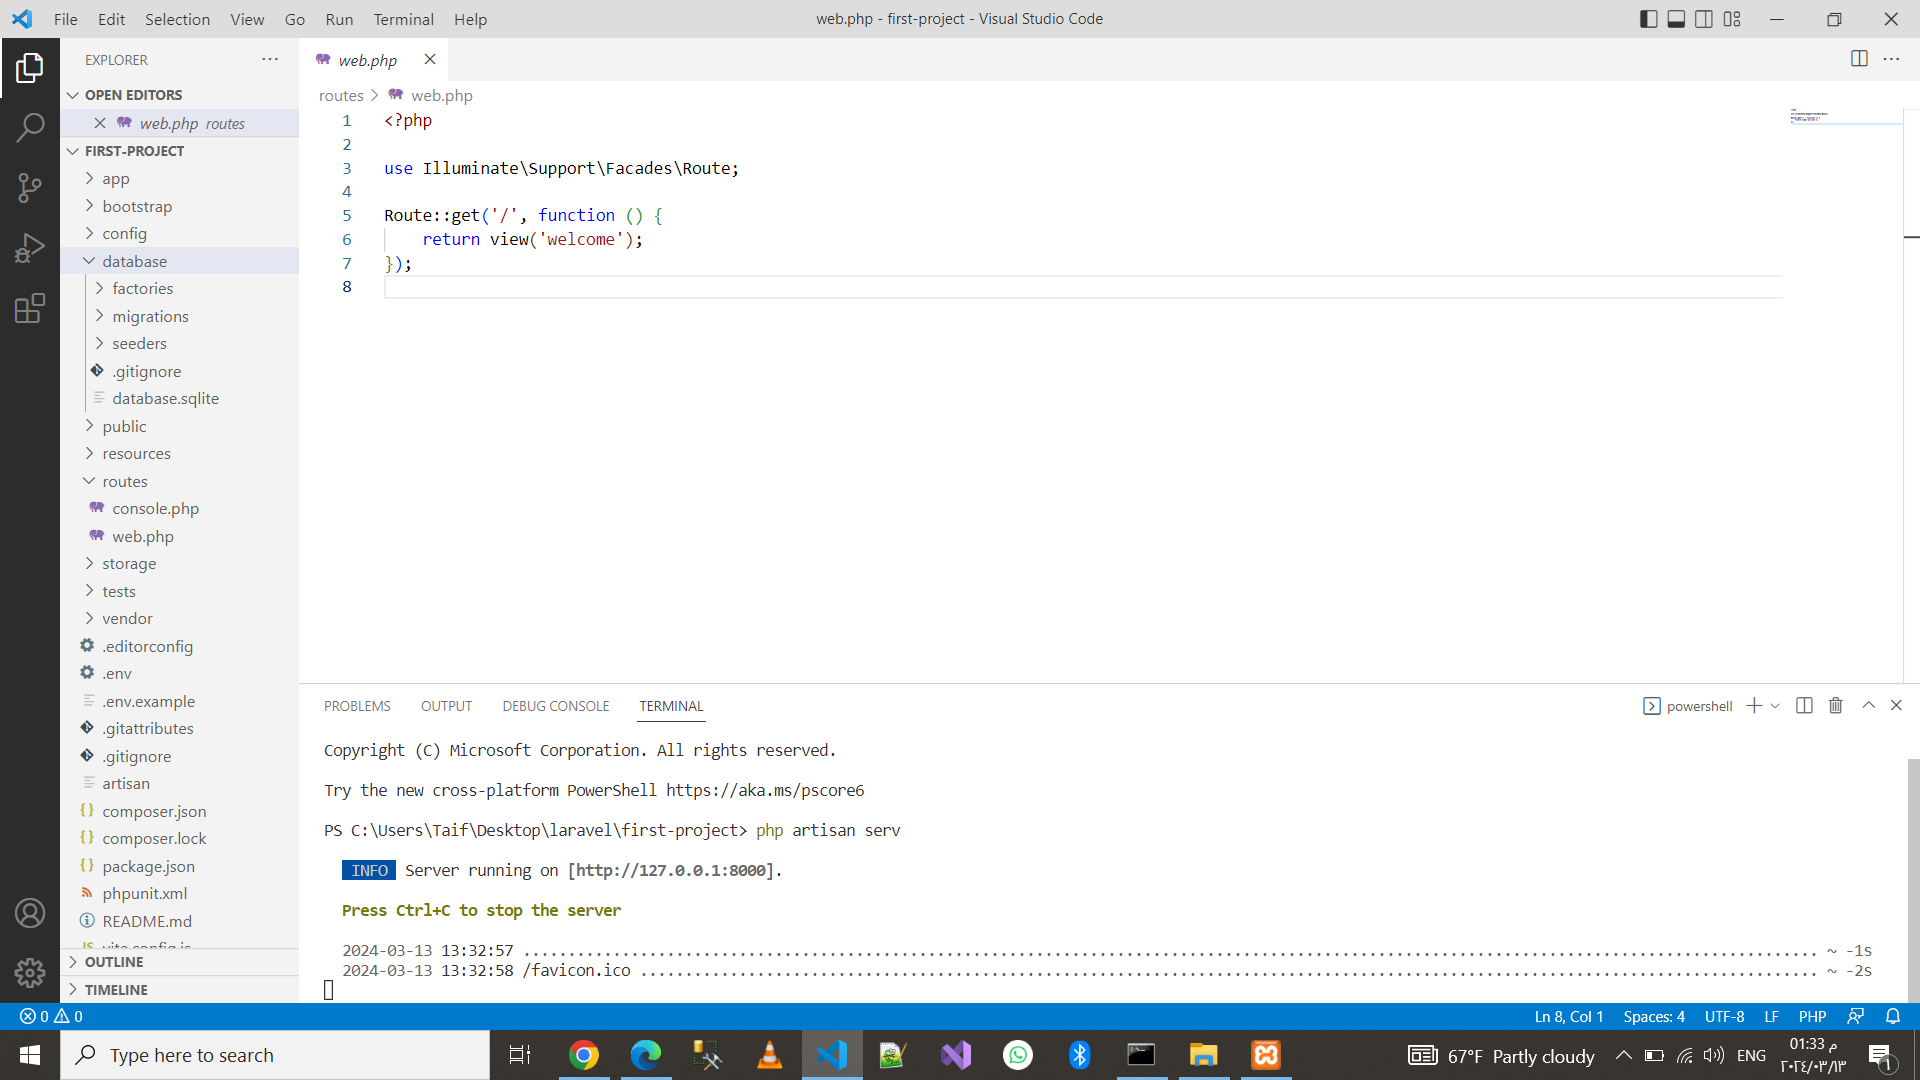 File Edit Selection View Go Run Terminal Help
web.php - first-project - Visual Studio Code
EXPLORER
OPEN EDITORS
web.php routes
FIRST-PROJECT
app
bootstrap
config
database
factories
migrations
seeders
.gitignore
database.sqlite
public
resources
routes
console.php
web.php
storage
tests
vendor
.editorconfig
.env
.env.example
.gitattributes
.gitignore
artisan
composer.json
composer.lock
package.json
phpunit.xml
README.md
OUTLINE
TIMELINE
web.php
routes > web.php
1 <?php
2
3 use Illuminate\Support\Facades\Route;
4
5 Route::get('/', function () {
6     return view('welcome');
7 });
8
PROBLEMS OUTPUT DEBUG CONSOLE TERMINAL
powershell
Copyright (C) Microsoft Corporation. All rights reserved.
Try the new cross-platform PowerShell https://aka.ms/pscore6
PS C:\Users\Taif\Desktop\laravel\first-project> php artisan serv
INFO Server running on [http://127.0.0.1:8000].
Press Ctrl+C to stop the server
2024-03-13 13:32:57 ................................................................................................................................................ ~ -1s
2024-03-13 13:32:58 /favicon.ico ................................................................................................................................... ~ -2s
0 0
Ln 8, Col 1 Spaces: 4 UTF-8 LF PHP
Type here to search
67°F Partly cloudy
ENG
01:33 م
٢٠٢٤/٠٣/١٣
١